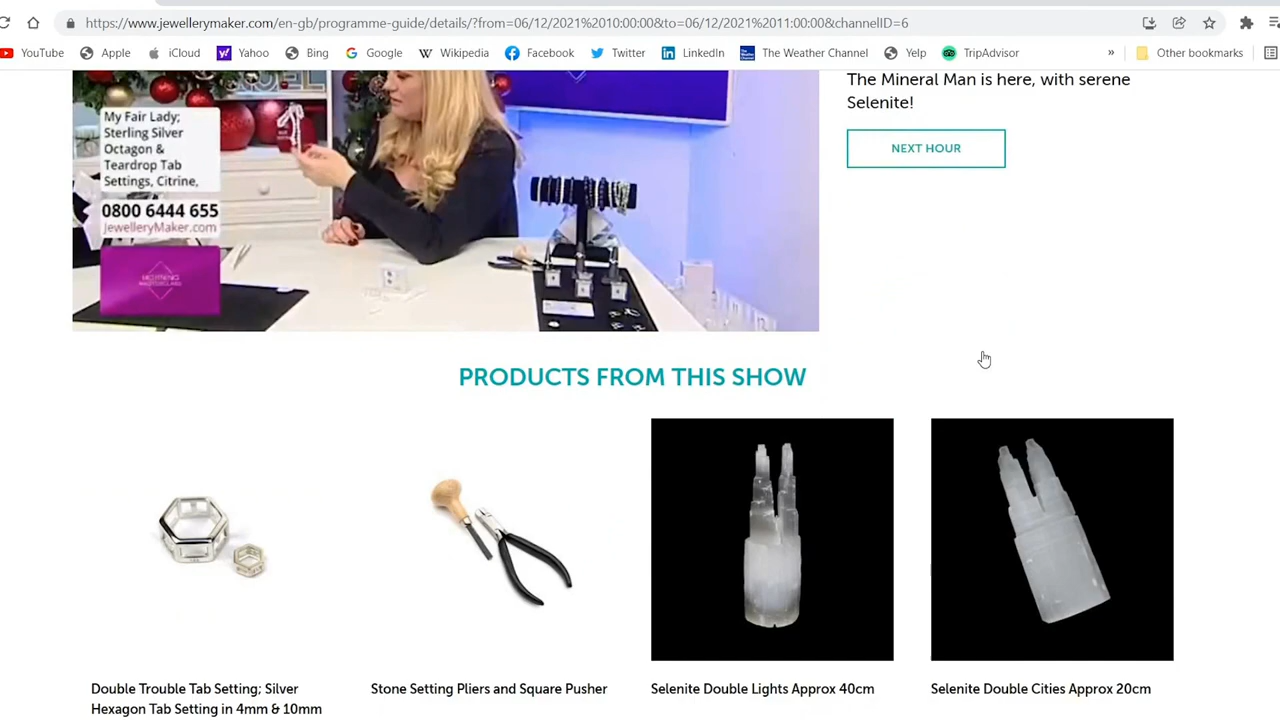 https://www.jewellerymaker.com/en-gb/programme-guide/details/?from=06/12/2021%2010:00:00&to=06/12/2021%2011:00:00&channelID=6
YouTube Apple iCloud Yahoo Bing Google Wikipedia Facebook Twitter LinkedIn The Weather Channel Yelp TripAdvisor » Other bookmarks
NOEL
My Fair Lady;
Sterling Silver
Octagon &
Teardrop Tab
Settings, Citrine,
0800 6444 655
JewelleryMaker.com
MORNING
MASTERCLASS
The Mineral Man is here, with serene
Selenite!
NEXT HOUR
PRODUCTS FROM THIS SHOW
Double Trouble Tab Setting; Silver
Hexagon Tab Setting in 4mm & 10mm
Stone Setting Pliers and Square Pusher
Selenite Double Lights Approx 40cm
Selenite Double Cities Approx 20cm